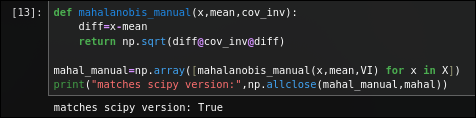 [13]: def mahalanobis_manual(x,mean,cov_inv):
    diff=x-mean
    return np.sqrt(diff@cov_inv@diff)

mahal_manual=np.array([mahalanobis_manual(x,mean,VI) for x in X])
print("matches scipy version:",np.allclose(mahal_manual,mahal))
matches scipy version: True